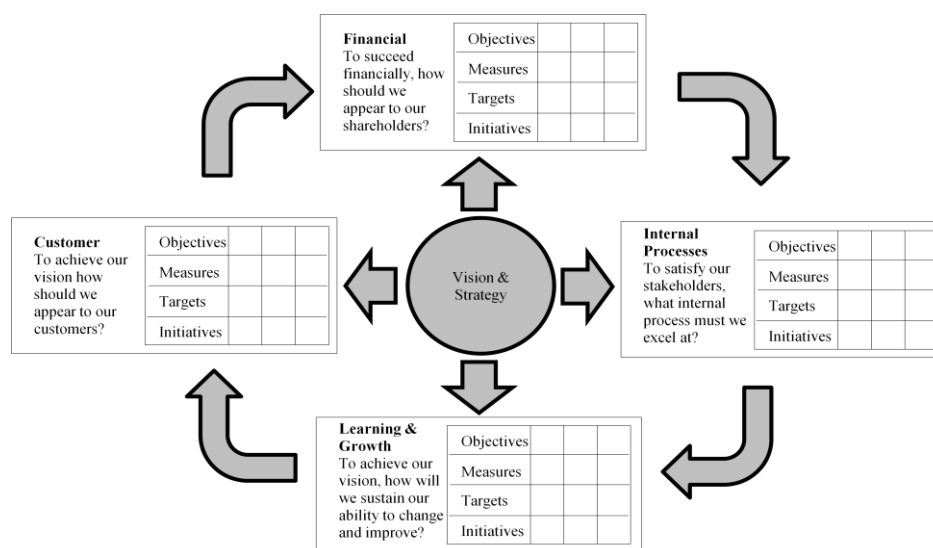 Financial
To succeed
financially, how
should we
appear to our
shareholders?
Objectives
Measures
Targets
Initiatives
Customer
To achieve our
vision how
should we
appear to our
customers?
Objectives
Measures
Targets
Initiatives
Vision &
Strategy
Internal
Processes
To satisfy our
stakeholders,
what internal
process must we
excel at?
Objectives
Measures
Targets
Initiatives
Learning &
Growth
To achieve our
vision, how will
we sustain our
ability to change
and improve?
Objectives
Measures
Targets
Initiatives